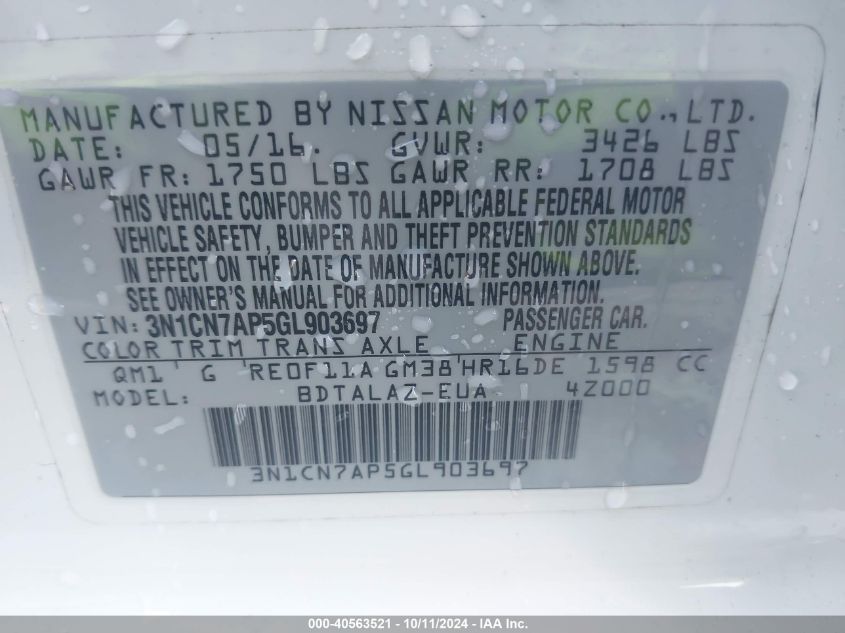 MANUFACTURED BY NISSAN MOTOR CO., LTD.
DATE: 05/16. GVWR: 3426 LBS
GAWR FR: 1750 LBS GAWR RR: 1708 LBS
THIS VEHICLE CONFORMS TO ALL APPLICABLE FEDERAL MOTOR
VEHICLE SAFETY, BUMPER AND THEFT PREVENTION STANDARDS
IN EFFECT ON THE DATE OF MANUFACTURE SHOWN ABOVE.
SEE OWNER'S MANUAL FOR ADDITIONAL INFORMATION.
VIN: 3N1CN7AP5GL903697 PASSENGER CAR.
COLOR TRIM TRANS AXLE ENGINE
QM1 G RE0F11A GM38 HR16DE 1598 CC
MODEL: BDTALAZ-EUA 4Z000
3N1CN7AP5GL903697
000-40563521 - 10/11/2024 - IAA Inc.